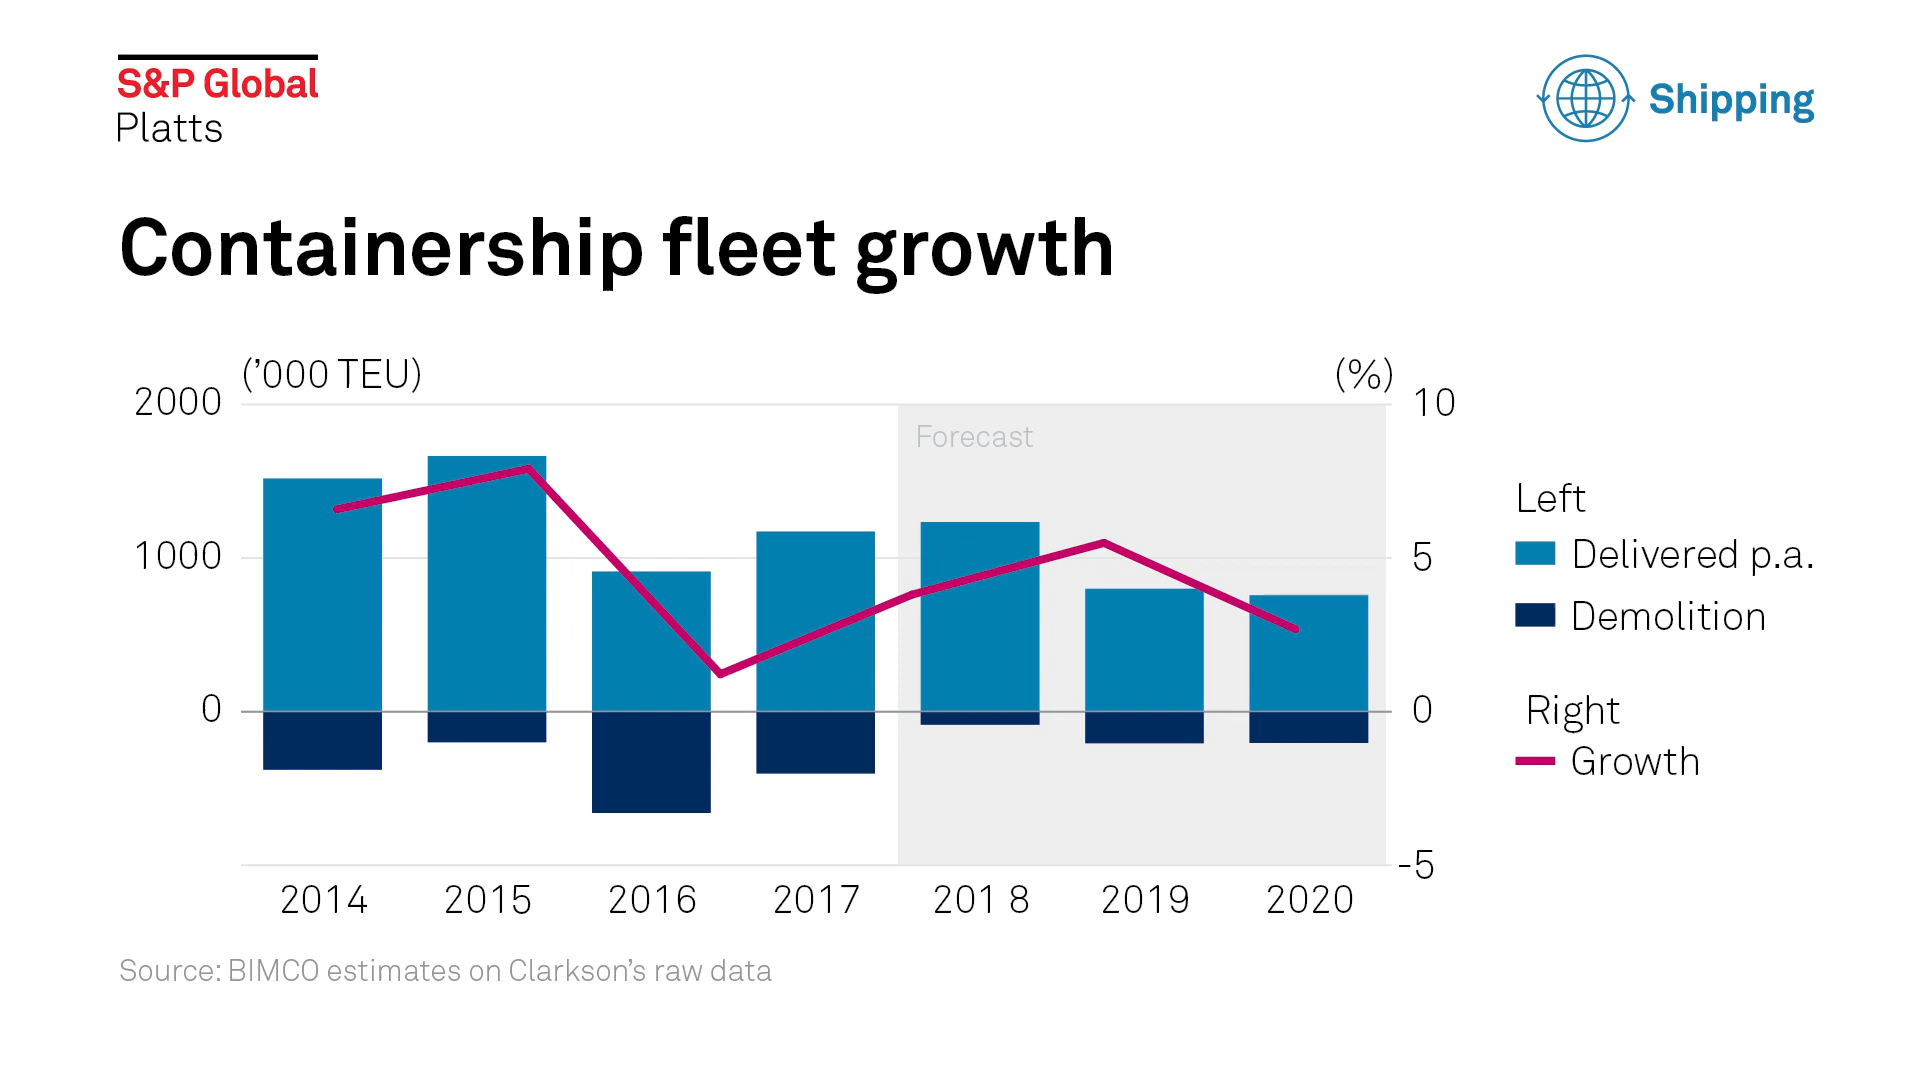 S&P Global
Platts
Shipping
Containership fleet growth
(’000 TEU)
(%)
2000
10
Forecast
1000
5
0
0
-5
Left
Delivered p.a.
Demolition
Right
Growth
2014 2015 2016 2017 201 8 2019 2020
Source: BIMCO estimates on Clarkson’s raw data